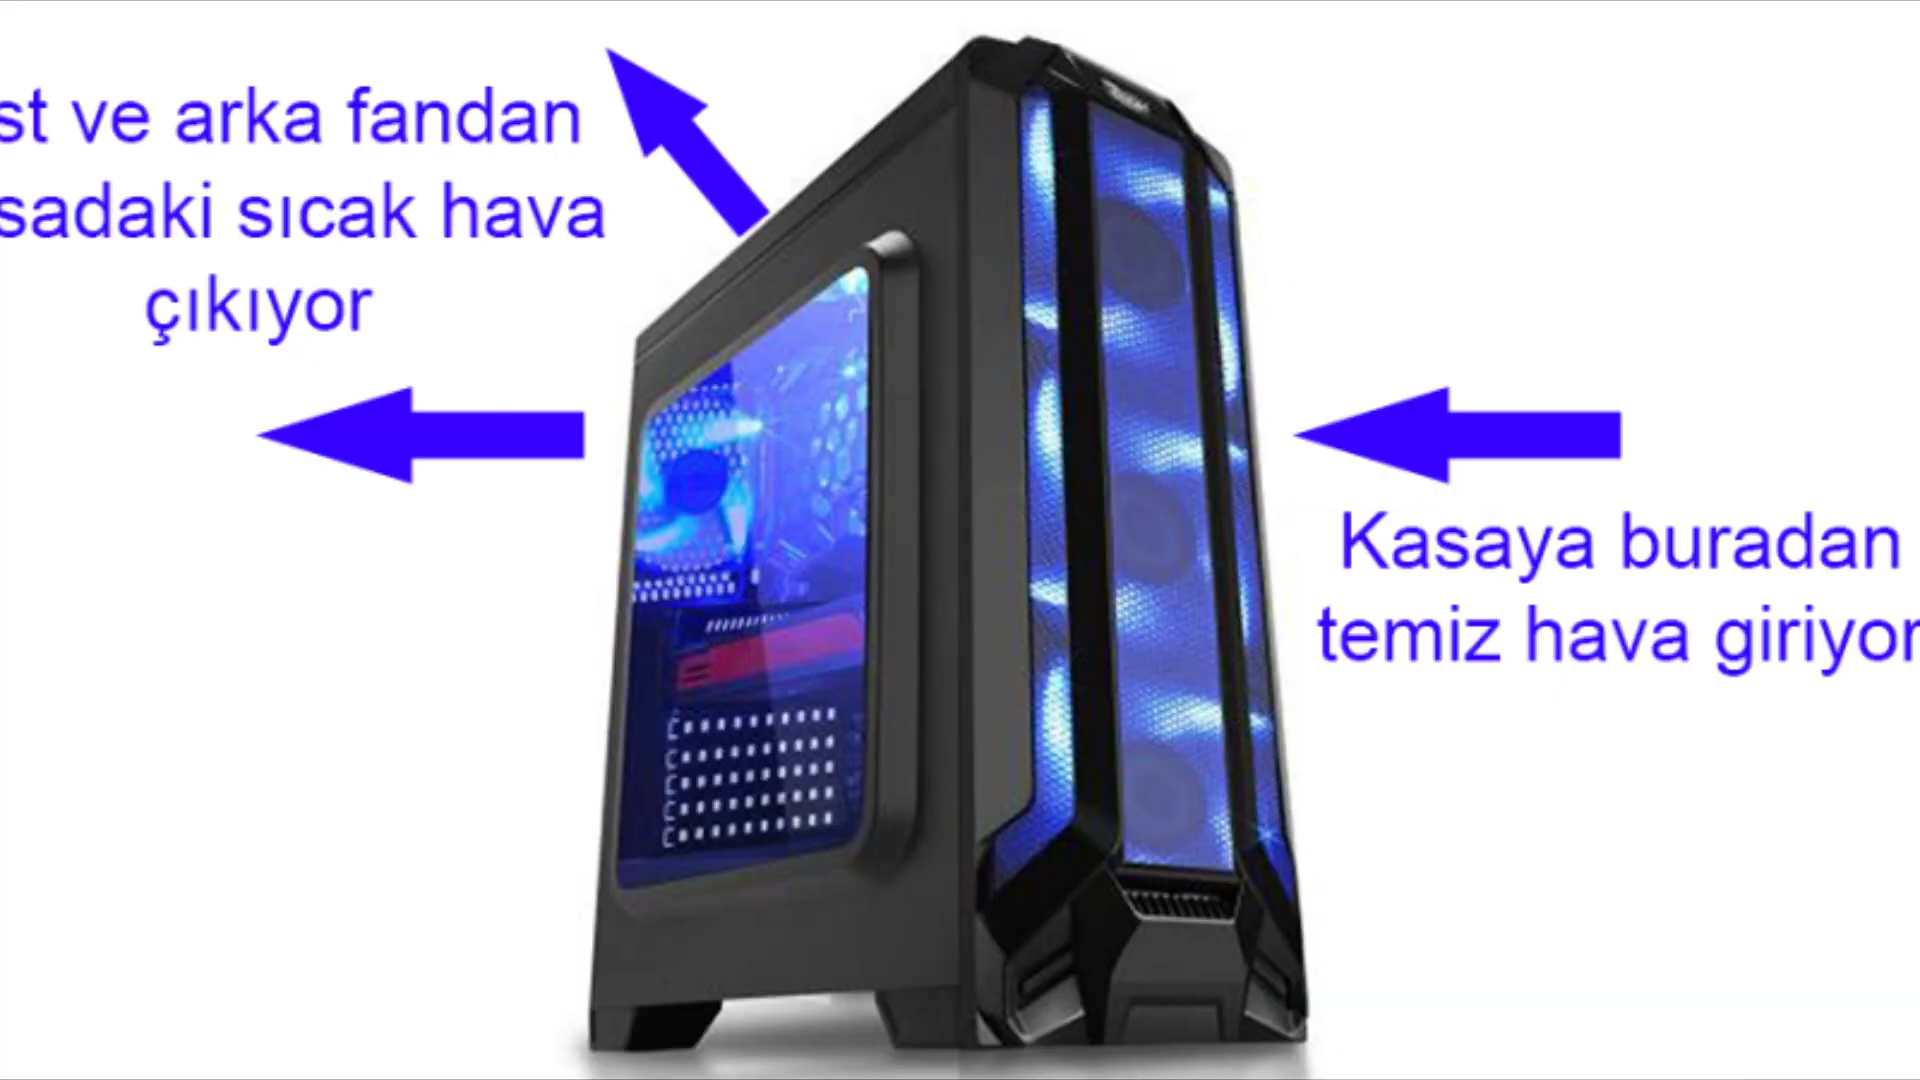 st ve arka fandan
sadaki sıcak hava
çıkıyor
Kasaya buradan
temiz hava giriyor